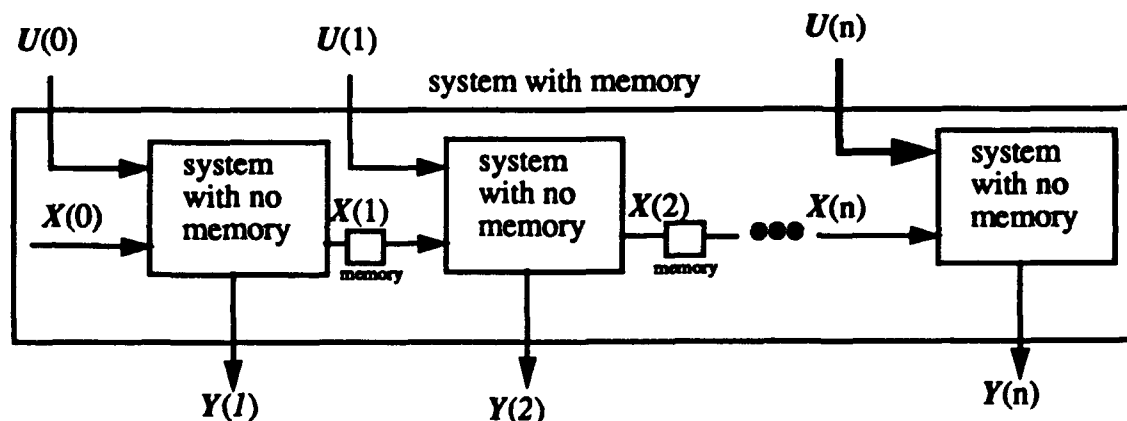 U(0)
U(1)
U(n)
system with memory
system
with no
memory
system
with no
memory
system
with no
memory
X(0)
X(1)
X(2)
X(n)
memory
memory
Y(1)
Y(2)
Y(n)